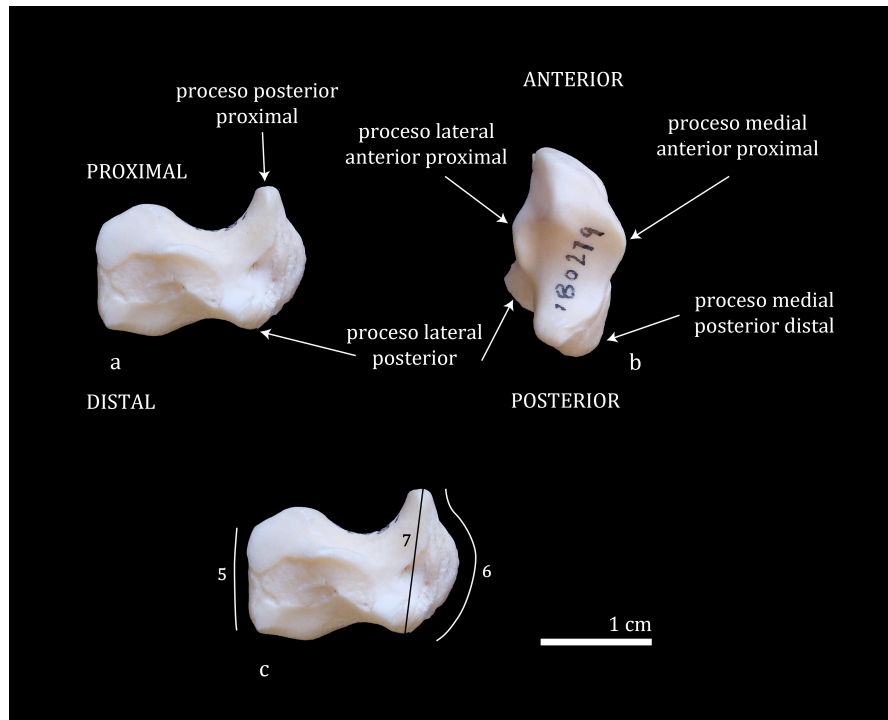 ANTERIOR
proceso posterior
proximal
proceso lateral
anterior proximal
proceso medial
anterior proximal
PROXIMAL
1B0279
proceso medial
posterior distal
proceso lateral
posterior
a
b
DISTAL
POSTERIOR
5
7
6
1 cm
c